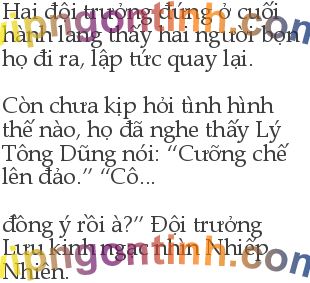 Hai đội trưởng đứng ở cuối
hành lang thấy hai người bọn
họ đi ra, lập tức quay lại.
Còn chưa kịp hỏi tình hình
thế nào, họ đã nghe thấy Lý
Tông Dũng nói: “Cưỡng chế
lên đảo.” “Cô...
đồng ý rồi à?” Đội trưởng
Lưu kinh ngạc nhìn Nhiếp
Nhiên.